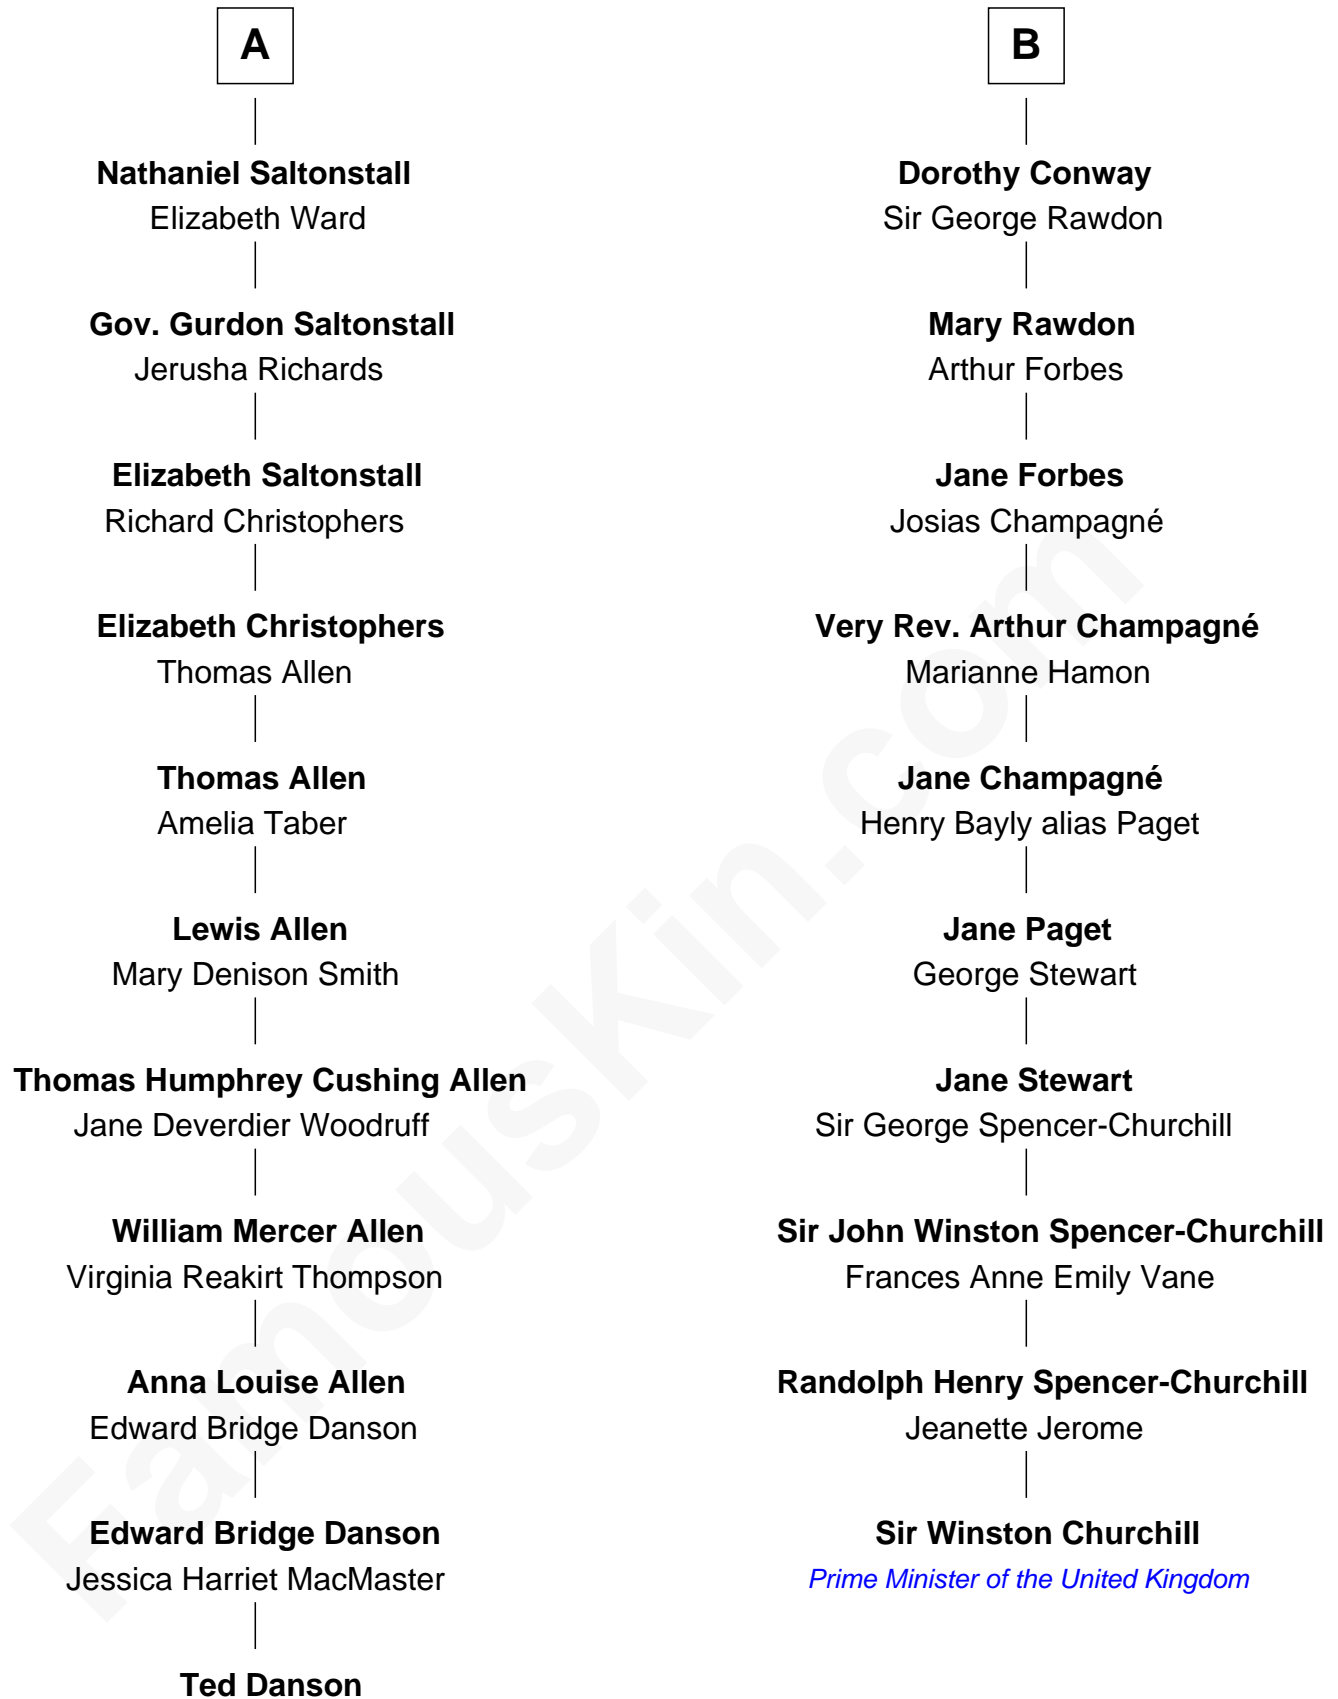 A
Nathaniel Saltonstall
Elizabeth Ward
Gov. Gurdon Saltonstall
Jerusha Richards
Elizabeth Saltonstall
Richard Christophers
Elizabeth Christophers
Thomas Allen
Thomas Allen
Amelia Taber
Lewis Allen
Mary Denison Smith
Thomas Humphrey Cushing Allen
Jane Deverdier Woodruff
William Mercer Allen
Virginia Reakirt Thompson
Anna Louise Allen
Edward Bridge Danson
Edward Bridge Danson
Jessica Harriet MacMaster
Ted Danson
B
Dorothy Conway
Sir George Rawdon
Mary Rawdon
Arthur Forbes
Jane Forbes
Josias Champagné
Very Rev. Arthur Champagné
Marianne Hamon
Jane Champagné
Henry Bayly alias Paget
Jane Paget
George Stewart
Jane Stewart
Sir George Spencer-Churchill
Sir John Winston Spencer-Churchill
Frances Anne Emily Vane
Randolph Henry Spencer-Churchill
Jeanette Jerome
Sir Winston Churchill
Prime Minister of the United Kingdom
FamousKin.com